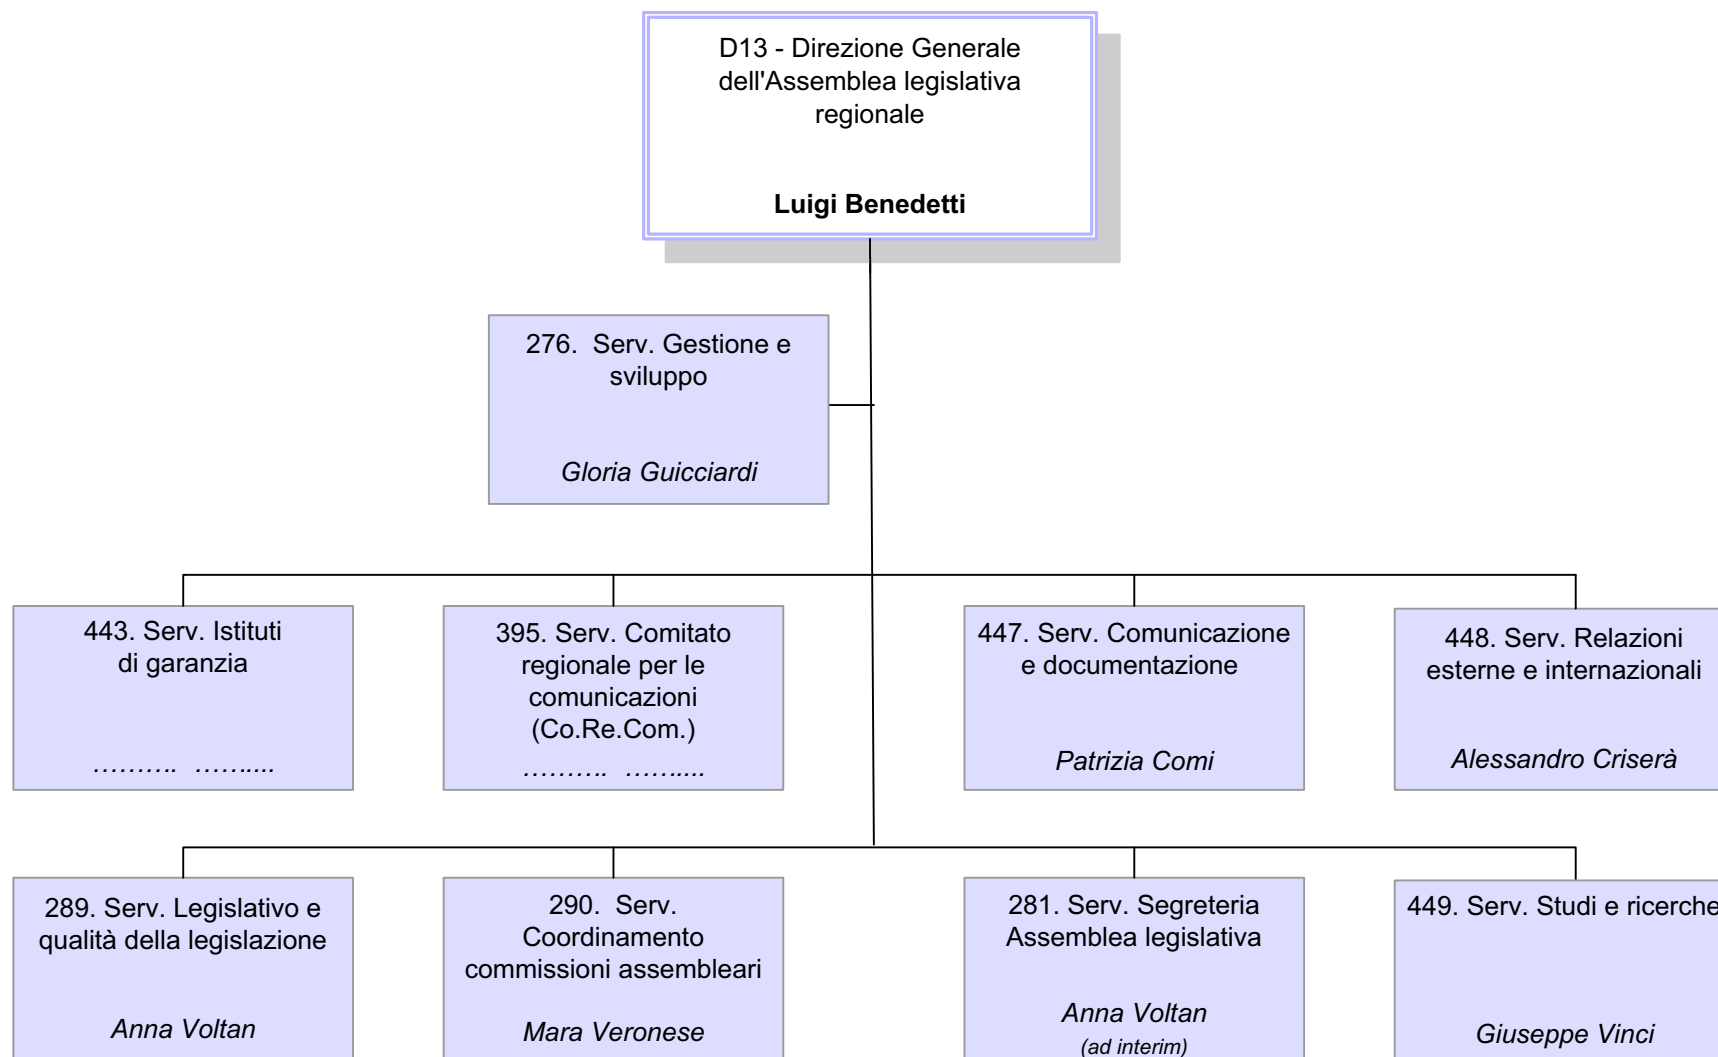 D13 - Direzione Generale
dell'Assemblea legislativa
regionale
Luigi Benedetti
276.  Serv. Gestione e
sviluppo
Gloria Guicciardi
443. Serv. Istituti
di garanzia
.......... .........
395. Serv. Comitato
regionale per le
comunicazioni
(Co.Re.Com.)
.......... .........
447. Serv. Comunicazione
e documentazione
Patrizia Comi
448. Serv. Relazioni
esterne e internazionali
Alessandro Criserà
289. Serv. Legislativo e
qualità della legislazione
Anna Voltan
290.  Serv.
Coordinamento
commissioni assembleari
Mara Veronese
281. Serv. Segreteria
Assemblea legislativa
Anna Voltan
(ad interim)
449. Serv. Studi e ricerche
Giuseppe Vinci